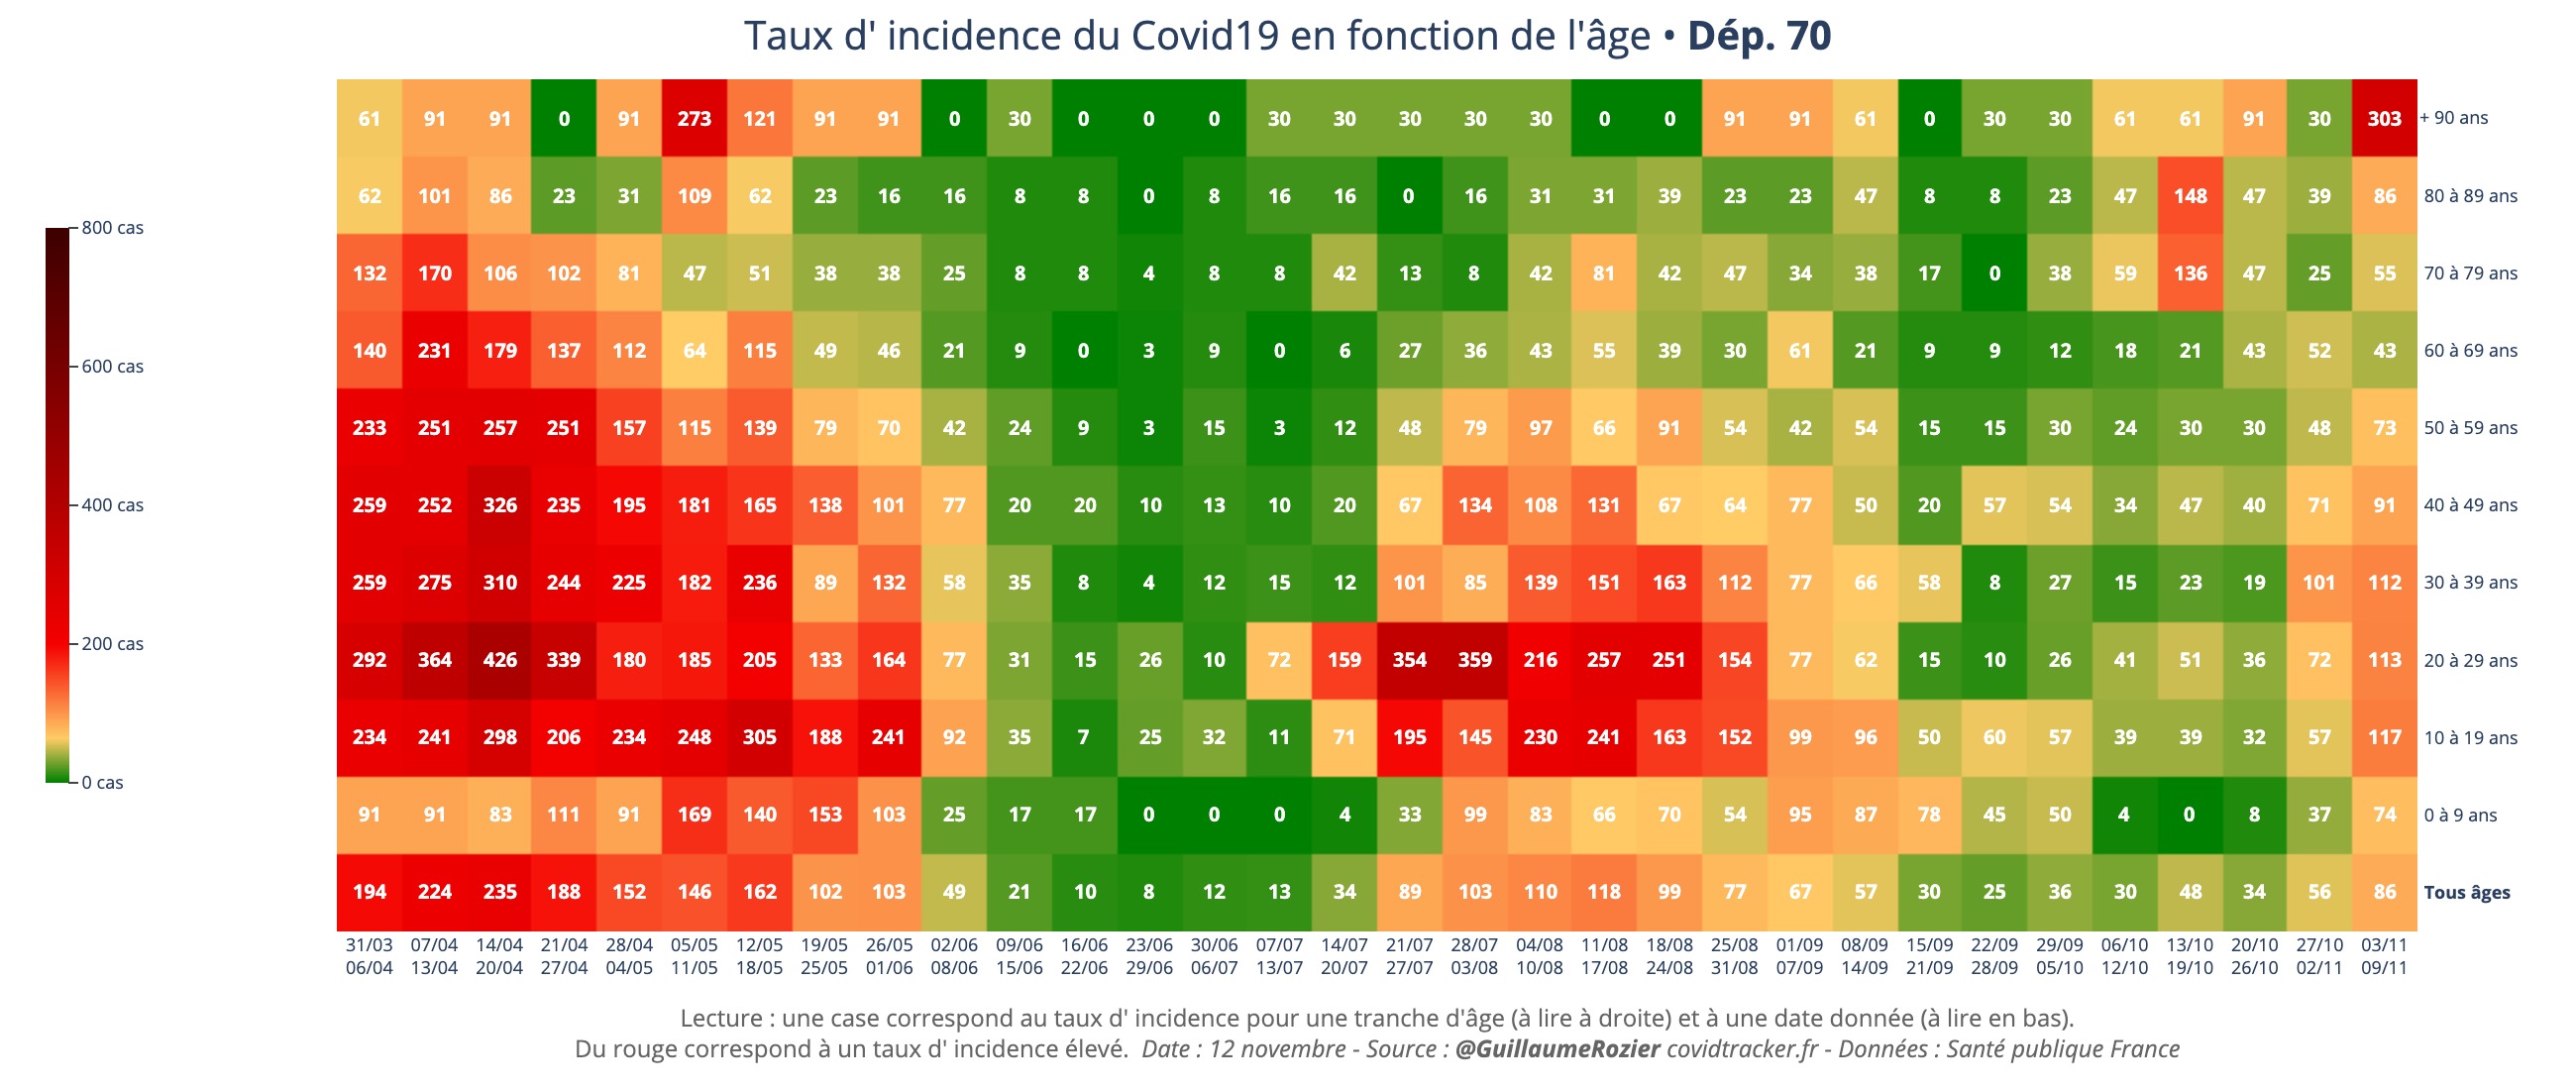 Taux d' incidence du Covid19 en fonction de l'âge • Dép. 70
61 91 91 0 91 273 121 91 91 0 30 0 0 0 30 30 30 30 30 0 0 91 91 61 0 30 30 61 61 91 30 303 + 90 ans
62 101 86 23 31 109 62 23 16 16 8 8 0 8 16 16 0 16 31 31 39 23 23 47 8 8 23 47 148 47 39 86 80 à 89 ans
800 cas
132 170 106 102 81 47 51 38 38 25 8 8 4 8 8 42 13 8 42 81 42 47 34 38 17 0 38 59 136 47 25 55 70 à 79 ans
140 231 179 137 112 64 115 49 46 21 9 0 3 9 0 6 27 36 43 55 39 30 61 21 9 9 12 18 21 43 52 43 60 à 69 ans
600 cas
233 251 257 251 157 115 139 79 70 42 24 9 3 15 3 12 48 79 97 66 91 54 42 54 15 15 30 24 30 30 48 73 50 à 59 ans
400 cas
259 252 326 235 195 181 165 138 101 77 20 20 10 13 10 20 67 134 108 131 67 64 77 50 20 57 54 34 47 40 71 91 40 à 49 ans
259 275 310 244 225 182 236 89 132 58 35 8 4 12 15 12 101 85 139 151 163 112 77 66 58 8 27 15 23 19 101 112 30 à 39 ans
200 cas
292 364 426 339 180 185 205 133 164 77 31 15 26 10 72 159 354 359 216 257 251 154 77 62 15 10 26 41 51 36 72 113 20 à 29 ans
234 241 298 206 234 248 305 188 241 92 35 7 25 32 11 71 195 145 230 241 163 152 99 96 50 60 57 39 39 32 57 117 10 à 19 ans
0 cas
91 91 83 111 91 169 140 153 103 25 17 17 0 0 0 4 33 99 83 66 70 54 95 87 78 45 50 4 0 8 37 74 0 à 9 ans
194 224 235 188 152 146 162 102 103 49 21 10 8 12 13 34 89 103 110 118 99 77 67 57 30 25 36 30 48 34 56 86 Tous âges
31/03 07/04 14/04 21/04 28/04 05/05 12/05 19/05 26/05 02/06 09/06 16/06 23/06 30/06 07/07 14/07 21/07 28/07 04/08 11/08 18/08 25/08 01/09 08/09 15/09 22/09 29/09 06/10 13/10 20/10 27/10 03/11
06/04 13/04 20/04 27/04 04/05 11/05 18/05 25/05 01/06 08/06 15/06 22/06 29/06 06/07 13/07 20/07 27/07 03/08 10/08 17/08 24/08 31/08 07/09 14/09 21/09 28/09 05/10 12/10 19/10 26/10 02/11 09/11
Lecture : une case correspond au taux d' incidence pour une tranche d'âge (à lire à droite) et à une date donnée (à lire en bas).
Du rouge correspond à un taux d' incidence élevé. Date : 12 novembre - Source : @GuillaumeRozier covidtracker.fr - Données : Santé publique France